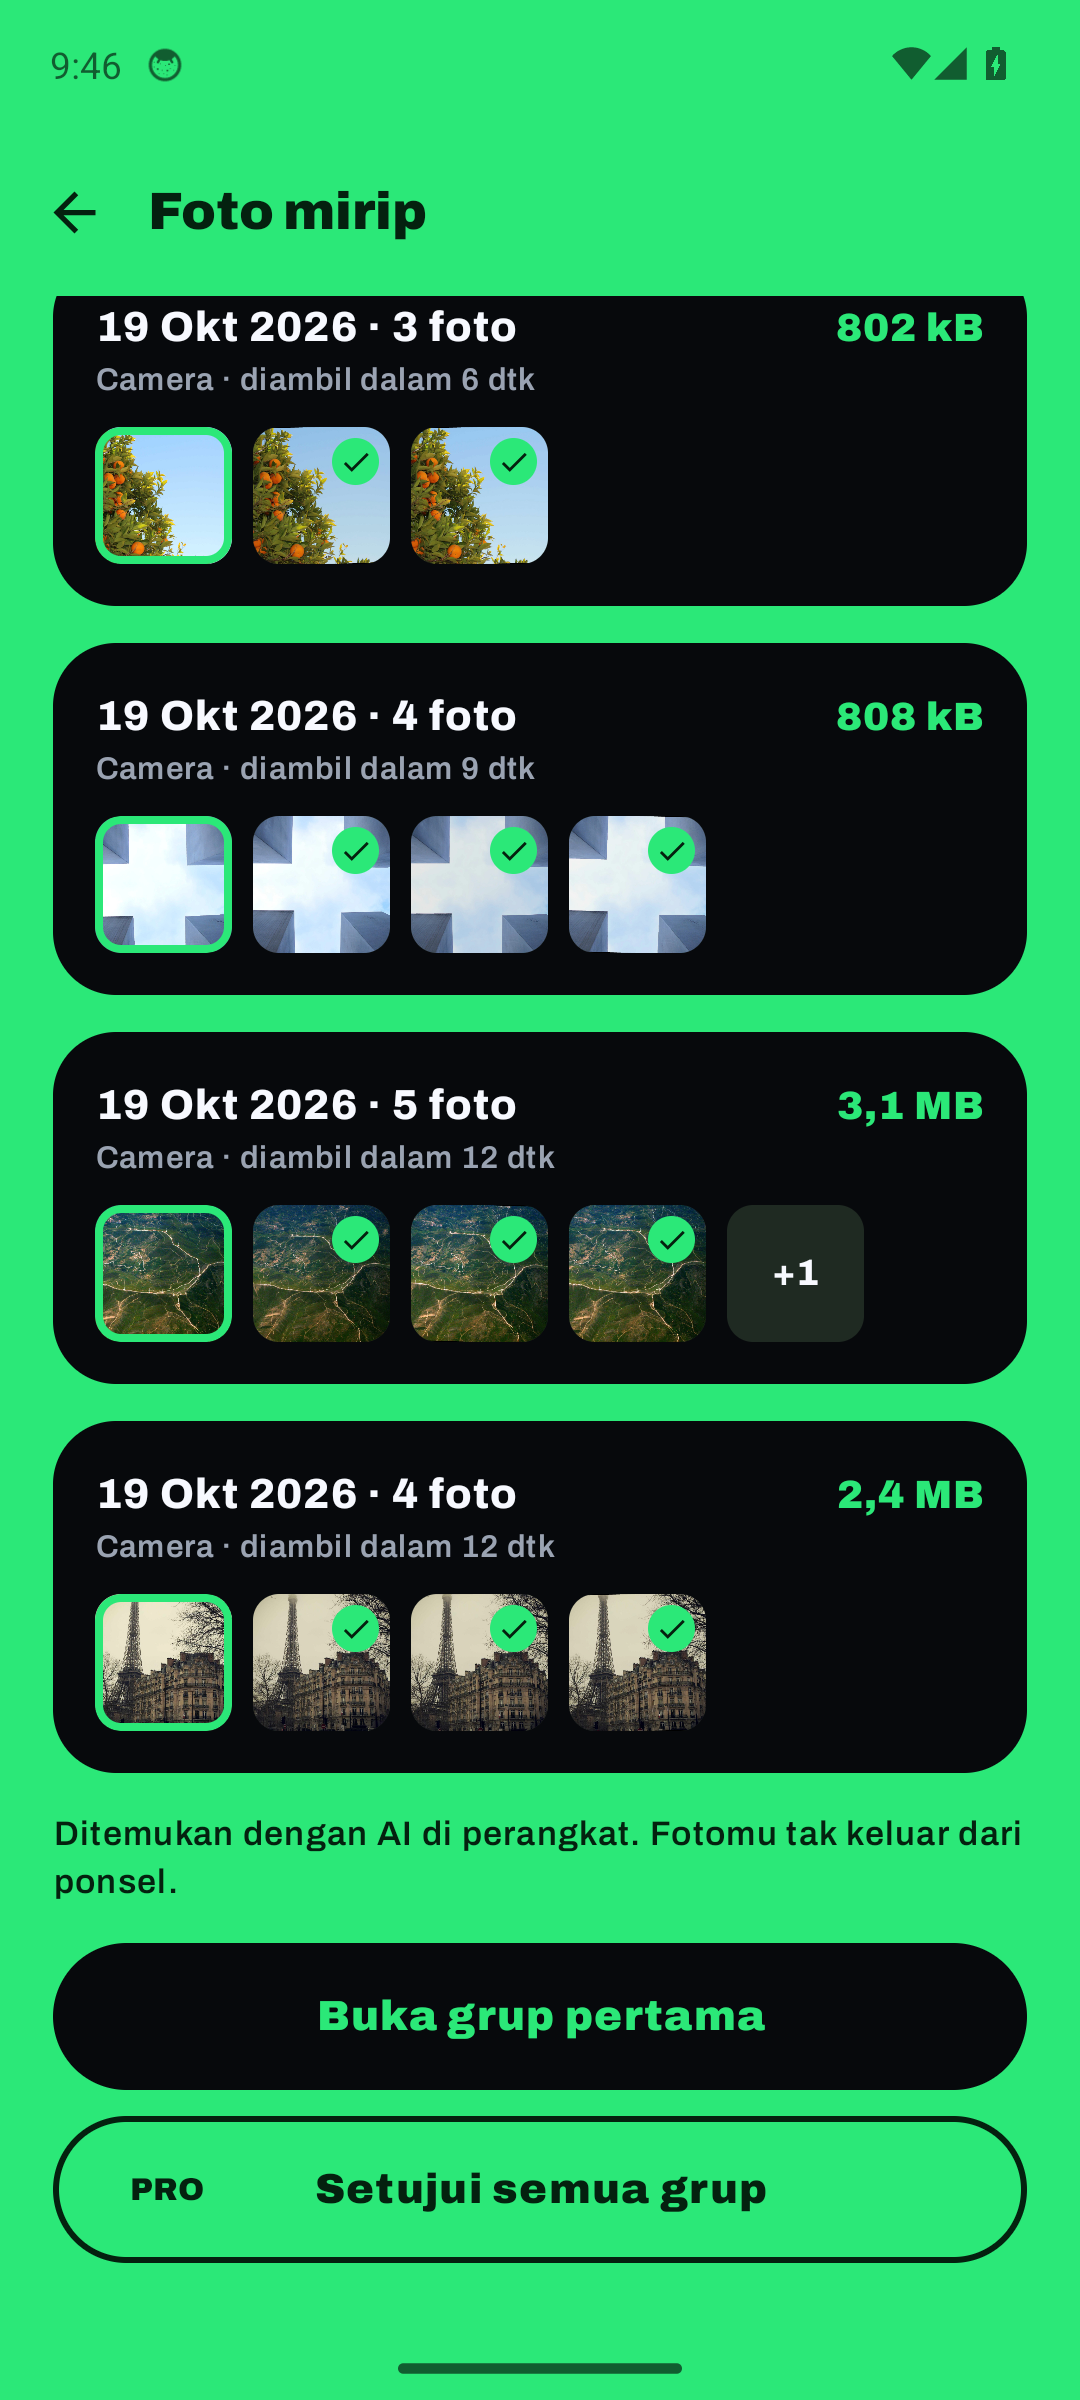 9:46
Foto mirip
19 Okt 2026 · 3 foto
802 kB
Camera · diambil dalam 6 dtk
19 Okt 2026 · 4 foto
808 kB
Camera · diambil dalam 9 dtk
19 Okt 2026 · 5 foto
3,1 MB
Camera · diambil dalam 12 dtk
+1
19 Okt 2026 · 4 foto
2,4 MB
Camera · diambil dalam 12 dtk
Ditemukan dengan AI di perangkat. Fotomu tak keluar dari
ponsel.
Buka grup pertama
PRO
Setujui semua grup